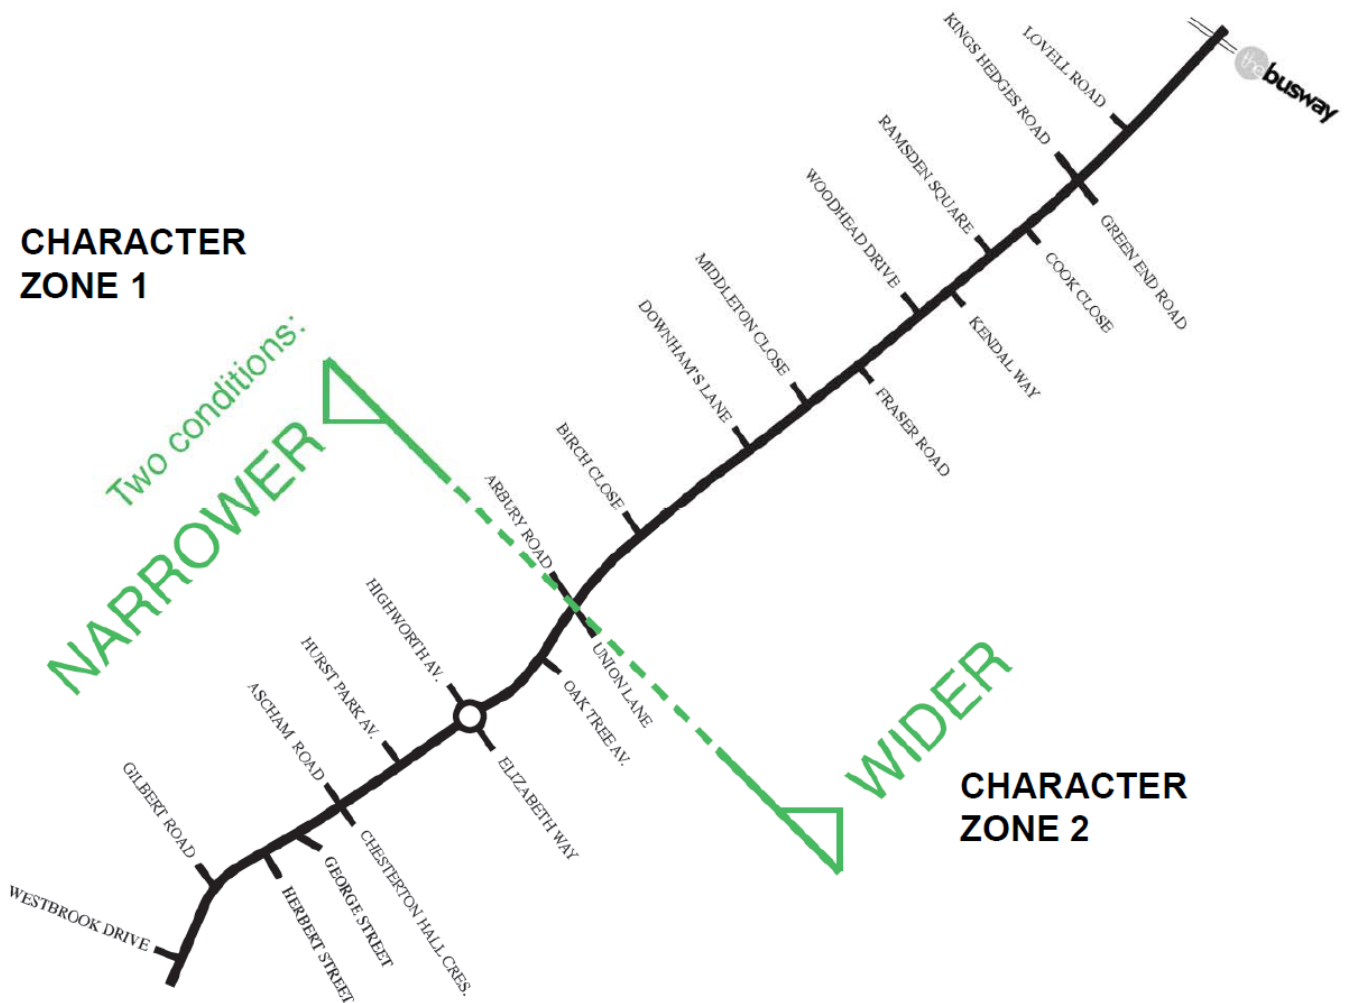 KINGS HEDGES ROAD
LOVELL ROAD
the busway
RAMSDEN SQUARE
WOODHEAD DRIVE
GREEN END ROAD
COOK CLOSE
CHARACTER
ZONE 1
MIDDLETON CLOSE
KENDAL WAY
DOWNHAM'S LANE
FRASER ROAD
Two conditions:
NARROWER
BIRCH CLOSE
ARBURY ROAD
HIGHWORTH AV.
UNION LANE
HURST PARK AV.
OAK TREE AV.
WIDER
ASCHAM ROAD
ELIZABETH WAY
CHARACTER
ZONE 2
GILBERT ROAD
CHESTERTON HALL CRES.
GEORGE STREET
HERBERT STREET
WESTBROOK DRIVE